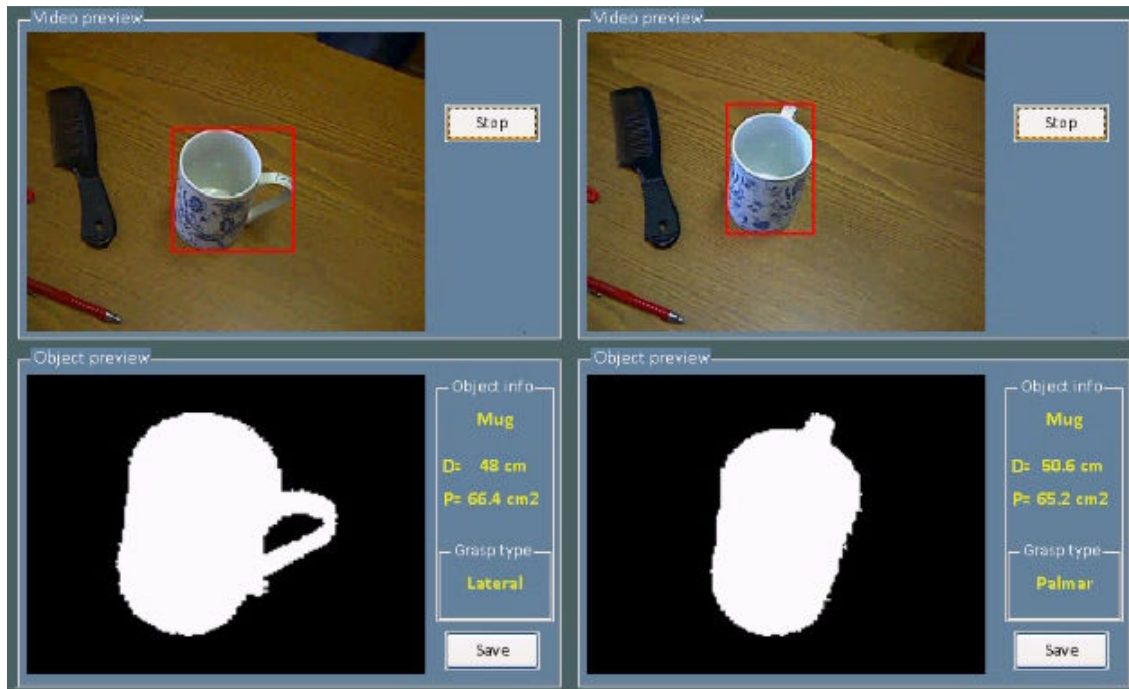 Video preview
Stop
Object preview
Object info
Mug
D= 48 cm
P= 66.4 cm2
Grasp type
Lateral
Save
Video preview
Stop
Object preview
Object info
Mug
D= 50.6 cm
P= 65.2 cm2
Grasp type
Palmar
Save